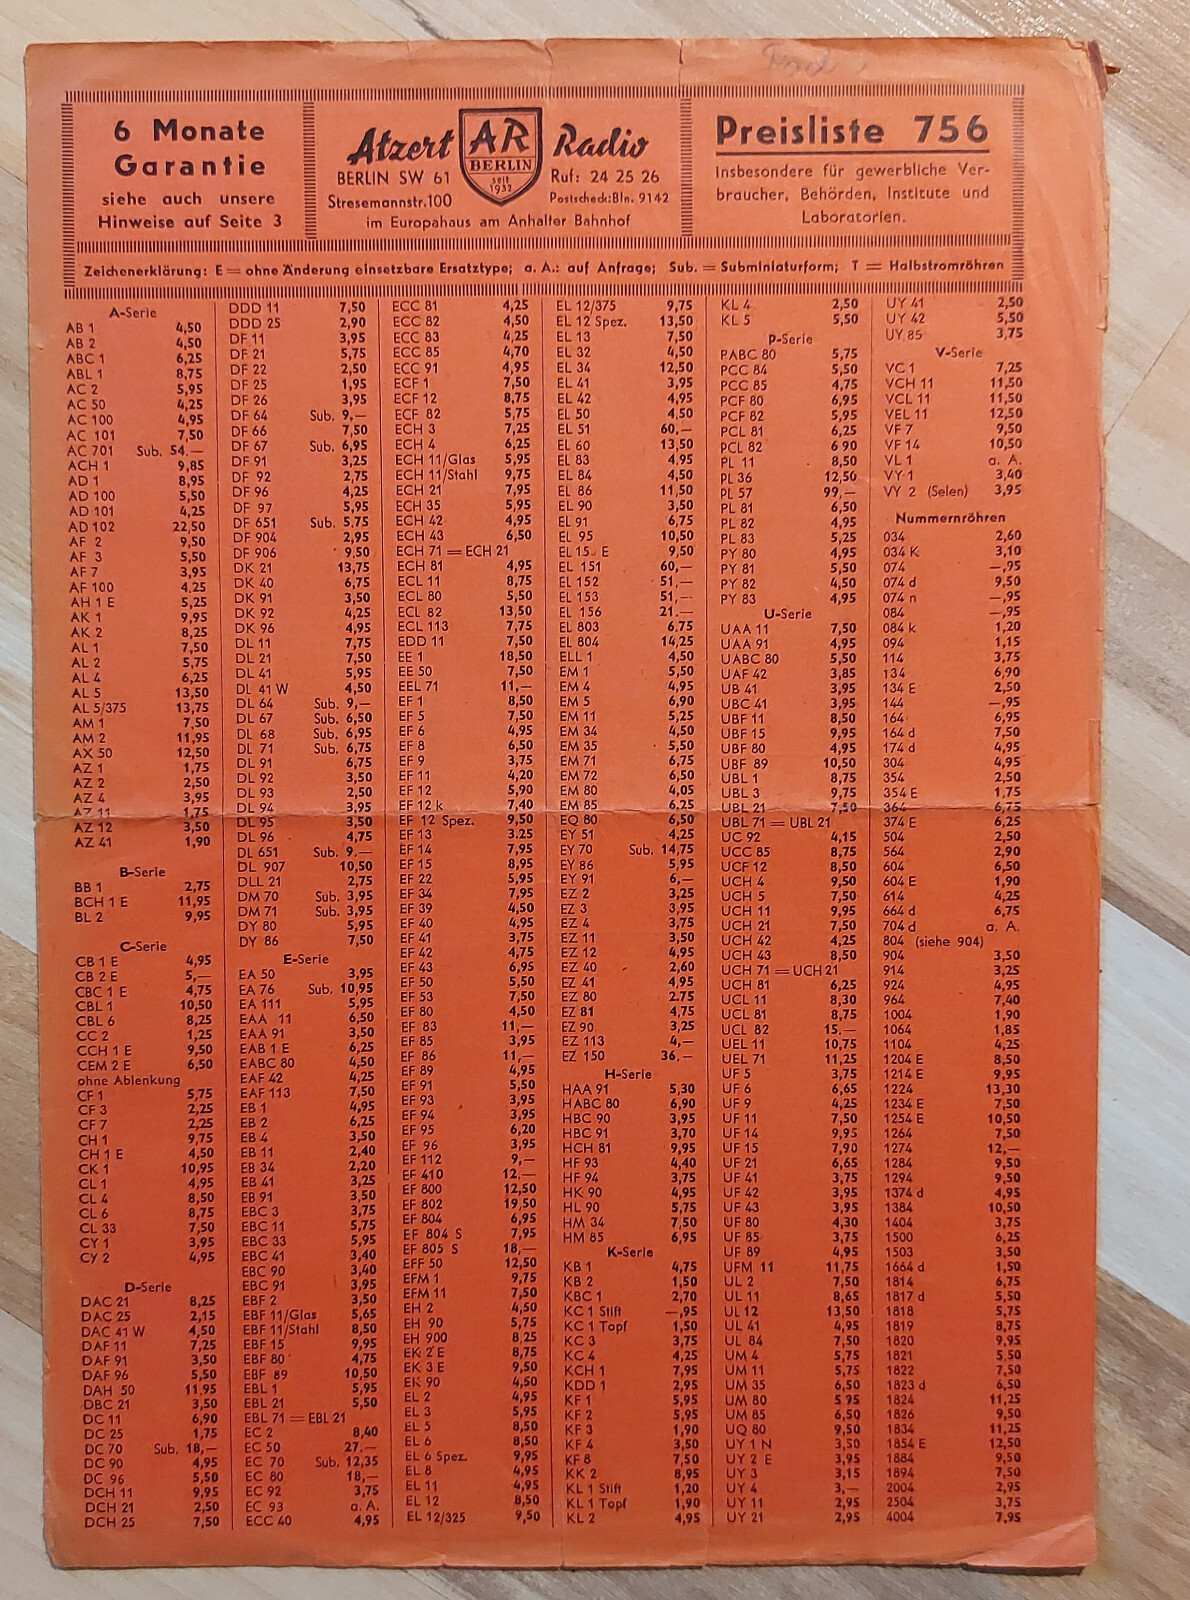 6 Monate
Garantie
siehe auch unsere
Hinweise auf Seite 3
Atzert AR Radio
BERLIN
seit
1932
BERLIN SW 61 Ruf: 24 25 26
Stresemannstr.100 Postscheck:Bln. 9142
im Europahaus am Anhalter Bahnhof
Preisliste 756
Insbesondere für gewerbliche Ver-
braucher, Behörden, Institute und
Laboratorien.
Zeichenerklärung: E = ohne Änderung einsetzbare Ersatztype; a. A.: auf Anfrage; Sub. = Subminiaturform; T = Halbstromröhren
A-Serie
AB 1 4,50
AB 2 4,50
ABC 1 6,25
ABL 1 8,75
AC 2 5,95
AC 50 4,25
AC 100 4,95
AC 101 7,50
AC 701 Sub. 54.—
ACH 1 9,85
AD 1 8,95
AD 100 5,50
AD 101 4,25
AD 102 22,50
AF 2 9,50
AF 3 5,50
AF 7 3,95
AF 100 4,25
AH 1 E 5,25
AK 1 9,95
AK 2 8,25
AL 1 7,50
AL 2 5,75
AL 4 6,25
AL 5 13,50
AL 5/375 13,75
AM 1 7,50
AM 2 11,95
AX 50 12,50
AZ 1 1,75
AZ 2 2,50
AZ 4 3,95
AZ 11 1,75
AZ 12 3,50
AZ 41 1,90
B-Serie
BB 1 2,75
BCH 1 E 11,95
BL 2 9,95
C-Serie
CB 1 E 4,95
CB 2 E 5,—
CBC 1 E 4,75
CBL 1 10,50
CBL 6 8,25
CC 2 1,25
CCH 1 E 9,50
CEM 2 E 6,50
ohne Ablenkung
CF 1 5,75
CF 3 2,25
CF 7 2,25
CH 1 9,75
CH 1 E 4,50
CK 1 10,95
CL 1 4,95
CL 4 8,50
CL 6 8,75
CL 33 7,50
CY 1 3,95
CY 2 4,95
D-Serie
DAC 21 8,25
DAC 25 2,15
DAC 41 W 4,50
DAF 11 7,25
DAF 91 3,50
DAF 96 5,50
DAH 50 11,95
DBC 21 3,50
DC 11 6,90
DC 25 1,75
DC 70 Sub. 18,—
DC 90 4,95
DC 96 5,50
DCH 11 9,95
DCH 21 2,50
DCH 25 7,50
DDD 11 7,50
DDD 25 2,90
DF 11 3,95
DF 21 5,75
DF 22 2,50
DF 25 1,95
DF 26 3,95
DF 64 Sub. 9,—
DF 66 7,50
DF 67 Sub. 6,95
DF 91 3,25
DF 92 2,75
DF 96 4,25
DF 97 5,95
DF 651 Sub. 5,75
DF 904 2,95
DF 906 9,50
DK 21 13,75
DK 40 6,75
DK 91 3,50
DK 92 4,25
DK 96 4,95
DL 11 7,75
DL 21 7,50
DL 41 5,95
DL 41 W 4,50
DL 64 Sub. 9,—
DL 67 Sub. 6,50
DL 68 Sub. 6,95
DL 71 Sub. 6,75
DL 91 6,75
DL 92 3,50
DL 93 2,50
DL 94 3,95
DL 95 3,50
DL 96 4,75
DL 651 Sub. 9.—
DL 907 10,50
DLL 21 2,75
DM 70 Sub. 3,95
DM 71 Sub. 3,95
DY 80 5,95
DY 86 7,50
E-Serie
EA 50 3,95
EA 76 Sub. 10,95
EA 111 5,95
EAA 11 6,50
EAA 91 3,50
EAB 1 E 6,25
EABC 80 4,50
EAF 42 4,25
EAF 113 7,50
EB 1 4,95
EB 2 6,25
EB 4 3,50
EB 11 2,40
EB 34 2,20
EB 41 3,25
EB 91 3,50
EBC 3 3,75
EBC 11 5,75
EBC 33 5,95
EBC 41 3,40
EBC 90 3,40
EBC 91 3,95
EBF 2 3,50
EBF 11/Glas 5,65
EBF 11/Stahl 8,50
EBF 15 9,95
EBF 80 4,75
EBF 89 10,50
EBL 1 5,95
EBL 21 5,50
EBL 71 = EBL 21
EC 2 8,40
EC 50 27.—
EC 70 Sub. 12,35
EC 80 18,—
EC 92 3,75
EC 93 a. A.
ECC 40 4,95
ECC 81 4,25
ECC 82 4,50
ECC 83 4,25
ECC 85 4,70
ECC 91 4,95
ECF 1 7,50
ECF 12 8,75
ECF 82 5,75
ECH 3 7,25
ECH 4 6,25
ECH 11/Glas 5,95
ECH 11/Stahl 9,75
ECH 21 7,95
ECH 35 5,95
ECH 42 4,95
ECH 43 6,50
ECH 71 = ECH 21
ECH 81 4,95
ECL 11 8,75
ECL 80 5,50
ECL 82 13,50
ECL 113 7,75
EDD 11 7,50
EE 1 18,50
EE 50 7,50
EEL 71 11,—
EF 1 8,50
EF 5 7,50
EF 6 4,95
EF 8 6,50
EF 9 3,75
EF 11 4,20
EF 12 5,90
EF 12 k 7,40
EF 12 Spez. 9,50
EF 13 3.25
EF 14 7,95
EF 15 8,95
EF 22 5,95
EF 34 7,95
EF 39 4,50
EF 40 4,95
EF 41 3,75
EF 42 4,75
EF 43 6,95
EF 50 5,50
EF 53 7,50
EF 80 4,50
EF 83 11,—
EF 85 3,95
EF 86 11,—
EF 89 4,95
EF 91 5,50
EF 93 3,95
EF 94 3,95
EF 95 6,20
EF 96 3,95
EF 112 9,—
EF 410 12,—
EF 800 12,50
EF 802 19,50
EF 804 6,95
EF 804 S 7,95
EF 805 S 18,—
EFF 50 12,50
EFM 1 9,75
EFM 11 7,50
EH 2 4,50
EH 90 5,75
EH 900 8,25
EK 2 E 8,75
EK 3 E 9,50
EK 90 4,50
EL 2 4,95
EL 3 5,95
EL 5 8,50
EL 6 8,50
EL 6 Spez. 9,95
EL 8 4,95
EL 11 4,95
EL 12 8,50
EL 12/325 9,50
EL 12/375 9,75
EL 12 Spez. 13,50
EL 13 7,50
EL 32 4,50
EL 34 12,50
EL 41 3,95
EL 42 4,95
EL 50 4,50
EL 51 60,—
EL 60 13,50
EL 83 4,95
EL 84 4,50
EL 86 11,50
EL 90 3,50
EL 91 6,75
EL 95 10,50
EL 15. E 9,50
EL 151 60,—
EL 152 51,—
EL 153 51,—
EL 156 21.—
EL 803 6,75
EL 804 14,25
ELL 1 4,50
EM 1 5,50
EM 4 4,95
EM 5 6,90
EM 11 5,25
EM 34 4,50
EM 35 5,50
EM 71 6,75
EM 72 6,50
EM 80 4,05
EM 85 6,25
EQ 80 6,50
EY 51 4,25
EY 70 Sub. 14,75
EY 86 5,95
EY 91 6,—
EZ 2 3,25
EZ 3 3,95
EZ 4 3,75
EZ 11 3,50
EZ 12 4,95
EZ 40 2,60
EZ 41 4,95
EZ 80 2.75
EZ 81 4,75
EZ 90 3,25
EZ 113 4,—
EZ 150 36,—
H-Serie
HAA 91 5,30
HABC 80 6,90
HBC 90 3,95
HBC 91 3,70
HCH 81 9,95
HF 93 4,40
HF 94 3,75
HK 90 4,95
HL 90 5,75
HM 34 7,50
HM 85 6,95
K-Serie
KB 1 4,75
KB 2 1,50
KBC 1 2,70
KC 1 Stift —,95
KC 1 Topf 1,50
KC 3 3,75
KC 4 4,25
KCH 1 7,95
KDD 1 2,95
KF 1 5,95
KF 2 5,95
KF 3 1,90
KF 4 3,50
KF 8 7,50
KK 2 8,95
KL 1 Stift 1,20
KL 1 Topf 1,90
KL 2 4,95
KL 4 2,50
KL 5 5,50
P-Serie
PABC 80 5,75
PCC 84 5,50
PCC 85 4,75
PCF 80 6,95
PCF 82 5,95
PCL 81 6,25
PCL 82 6 90
PL 11 8,50
PL 36 12,50
PL 57 99,—
PL 81 6,50
PL 82 4,95
PL 83 5,25
PY 80 4,95
PY 81 5,50
PY 82 4,50
PY 83 4,95
U-Serie
UAA 11 7,50
UAA 91 4,95
UABC 80 5,50
UAF 42 3,85
UB 41 3,95
UBC 41 3,95
UBF 11 8,50
UBF 15 9,95
UBF 80 4,95
UBF 89 10,50
UBL 1 8,75
UBL 3 9,75
UBL 21 7,50
UBL 71 = UBL 21
UC 92 4,15
UCC 85 8,75
UCF 12 8,50
UCH 4 9,50
UCH 5 7,50
UCH 11 9,95
UCH 21 7,50
UCH 42 4,25
UCH 43 8,50
UCH 71 = UCH 21
UCH 81 6,25
UCL 11 8,30
UCL 81 8,75
UCL 82 15,—
UEL 11 10,75
UEL 71 11,25
UF 5 3,75
UF 6 6,65
UF 9 4,25
UF 11 7,50
UF 14 9,95
UF 15 7,90
UF 21 6,65
UF 41 3,75
UF 42 3,95
UF 43 3,95
UF 80 4,30
UF 85 3,75
UF 89 4,95
UFM 11 11,75
UL 2 7,50
UL 11 8,65
UL 12 13,50
UL 41 4,95
UL 84 7,50
UM 4 5,75
UM 11 5,75
UM 35 6,50
UM 80 5,95
UM 85 6,50
UQ 80 9,50
UY 1 N 3,50
UY 2 E 3,95
UY 3 3,15
UY 4 3,—
UY 11 2,95
UY 21 2,95
UY 41 2,50
UY 42 5,50
UY 85 3,75
V-Serie
VC 1 7,25
VCH 11 11,50
VCL 11 11,50
VEL 11 12,50
VF 7 9,50
VF 14 10,50
VL 1 a. A.
VY 1 3,40
VY 2 (Selen) 3,95
Nummernröhren
034 2,60
034 K 3,10
074 —,95
074 d 9,50
074 n —,95
084 —,95
084 k 1,20
094 1,15
114 3,75
134 6,90
134 E 2,50
144 —,95
164 6,95
164 d 7,50
174 d 4,95
304 4,95
354 2,50
354 E 1,75
364 6,75
374 E 6,25
504 2,50
564 2,90
604 6,50
604 E 1,90
614 4,25
664 d 6,75
704 d a. A.
804 (siehe 904)
904 3,50
914 3,25
924 4,95
964 7,40
1004 1,90
1064 1,85
1104 4,25
1204 E 8,50
1214 E 9,95
1224 13,30
1234 E 7,50
1254 E 10,50
1264 7,50
1274 12,—
1284 9,50
1294 9,50
1374 d 4,95
1384 10,50
1404 3,75
1500 6,25
1503 3,50
1664 d 1,50
1814 6,75
1817 d 5,50
1818 5,75
1819 8,75
1820 9,95
1821 5,50
1822 7,50
1823 d 6,50
1824 11,25
1826 9,50
1834 11,25
1854 E 12,50
1884 9,50
1894 7,50
2004 2,95
2504 3,75
4004 7,95